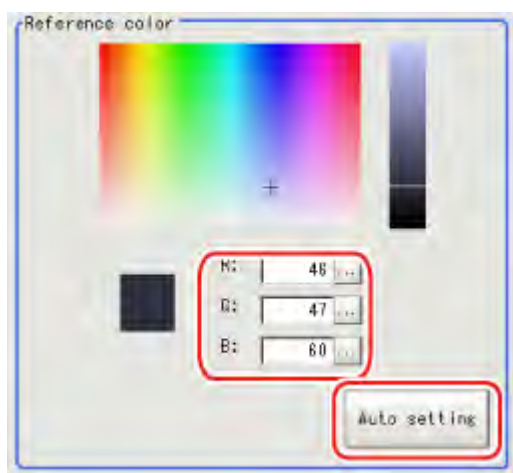 Reference color
R: 46 ...
G: 47 ...
B: 60 ...
Auto setting